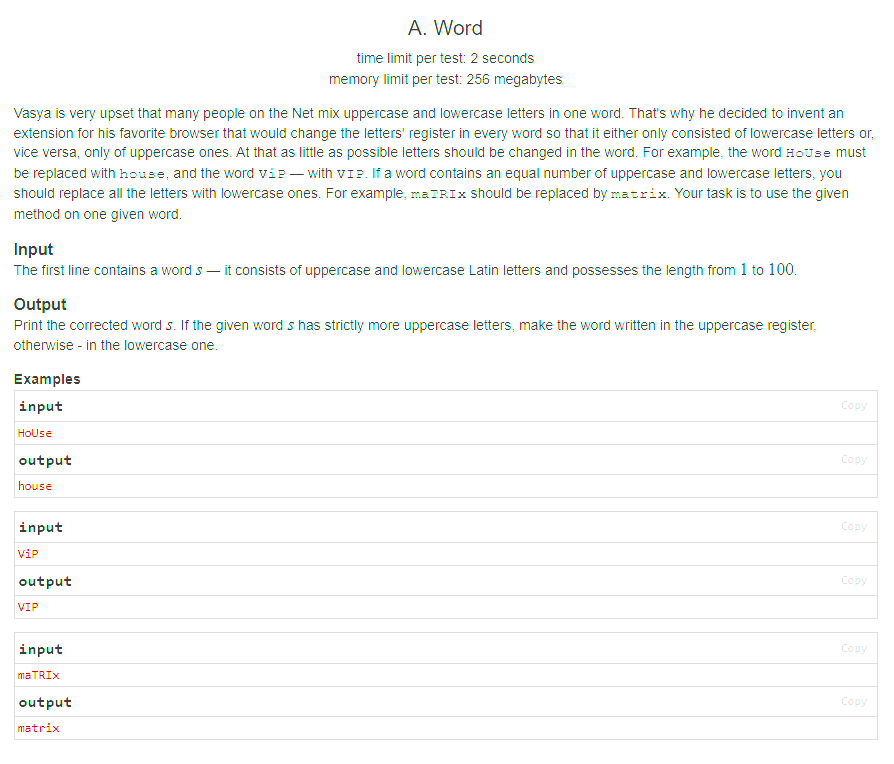 A. Word
time limit per test: 2 seconds
memory limit per test: 256 megabytes
Vasya is very upset that many people on the Net mix uppercase and lowercase letters in one word. That's why he decided to invent an
extension for his favorite browser that would change the letters' register in every word so that it either only consisted of lowercase letters or,
vice versa, only of uppercase ones. At that as little as possible letters should be changed in the word. For example, the word HoUse must
be replaced with house, and the word ViP — with VIP. If a word contains an equal number of uppercase and lowercase letters, you
should replace all the letters with lowercase ones. For example, maTRIx should be replaced by matrix. Your task is to use the given
method on one given word.
Input
The first line contains a word s — it consists of uppercase and lowercase Latin letters and possesses the length from 1 to 100.
Output
Print the corrected word s. If the given word s has strictly more uppercase letters, make the word written in the uppercase register,
otherwise - in the lowercase one.
Examples
input Copy
HoUse
output Copy
house
input Copy
ViP
output Copy
VIP
input Copy
maTRIx
output Copy
matrix